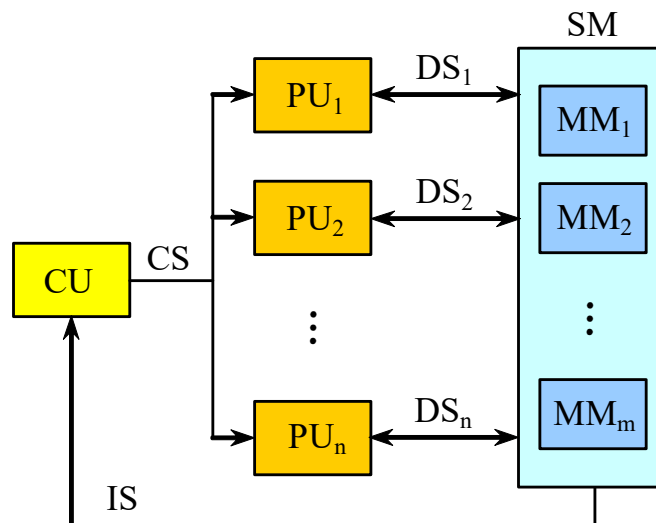 SM
PU₁
DS₁
MM₁
PU₂
DS₂
MM₂
CU
CS
⋮
⋮
PUₙ
DSₙ
MMₘ
IS